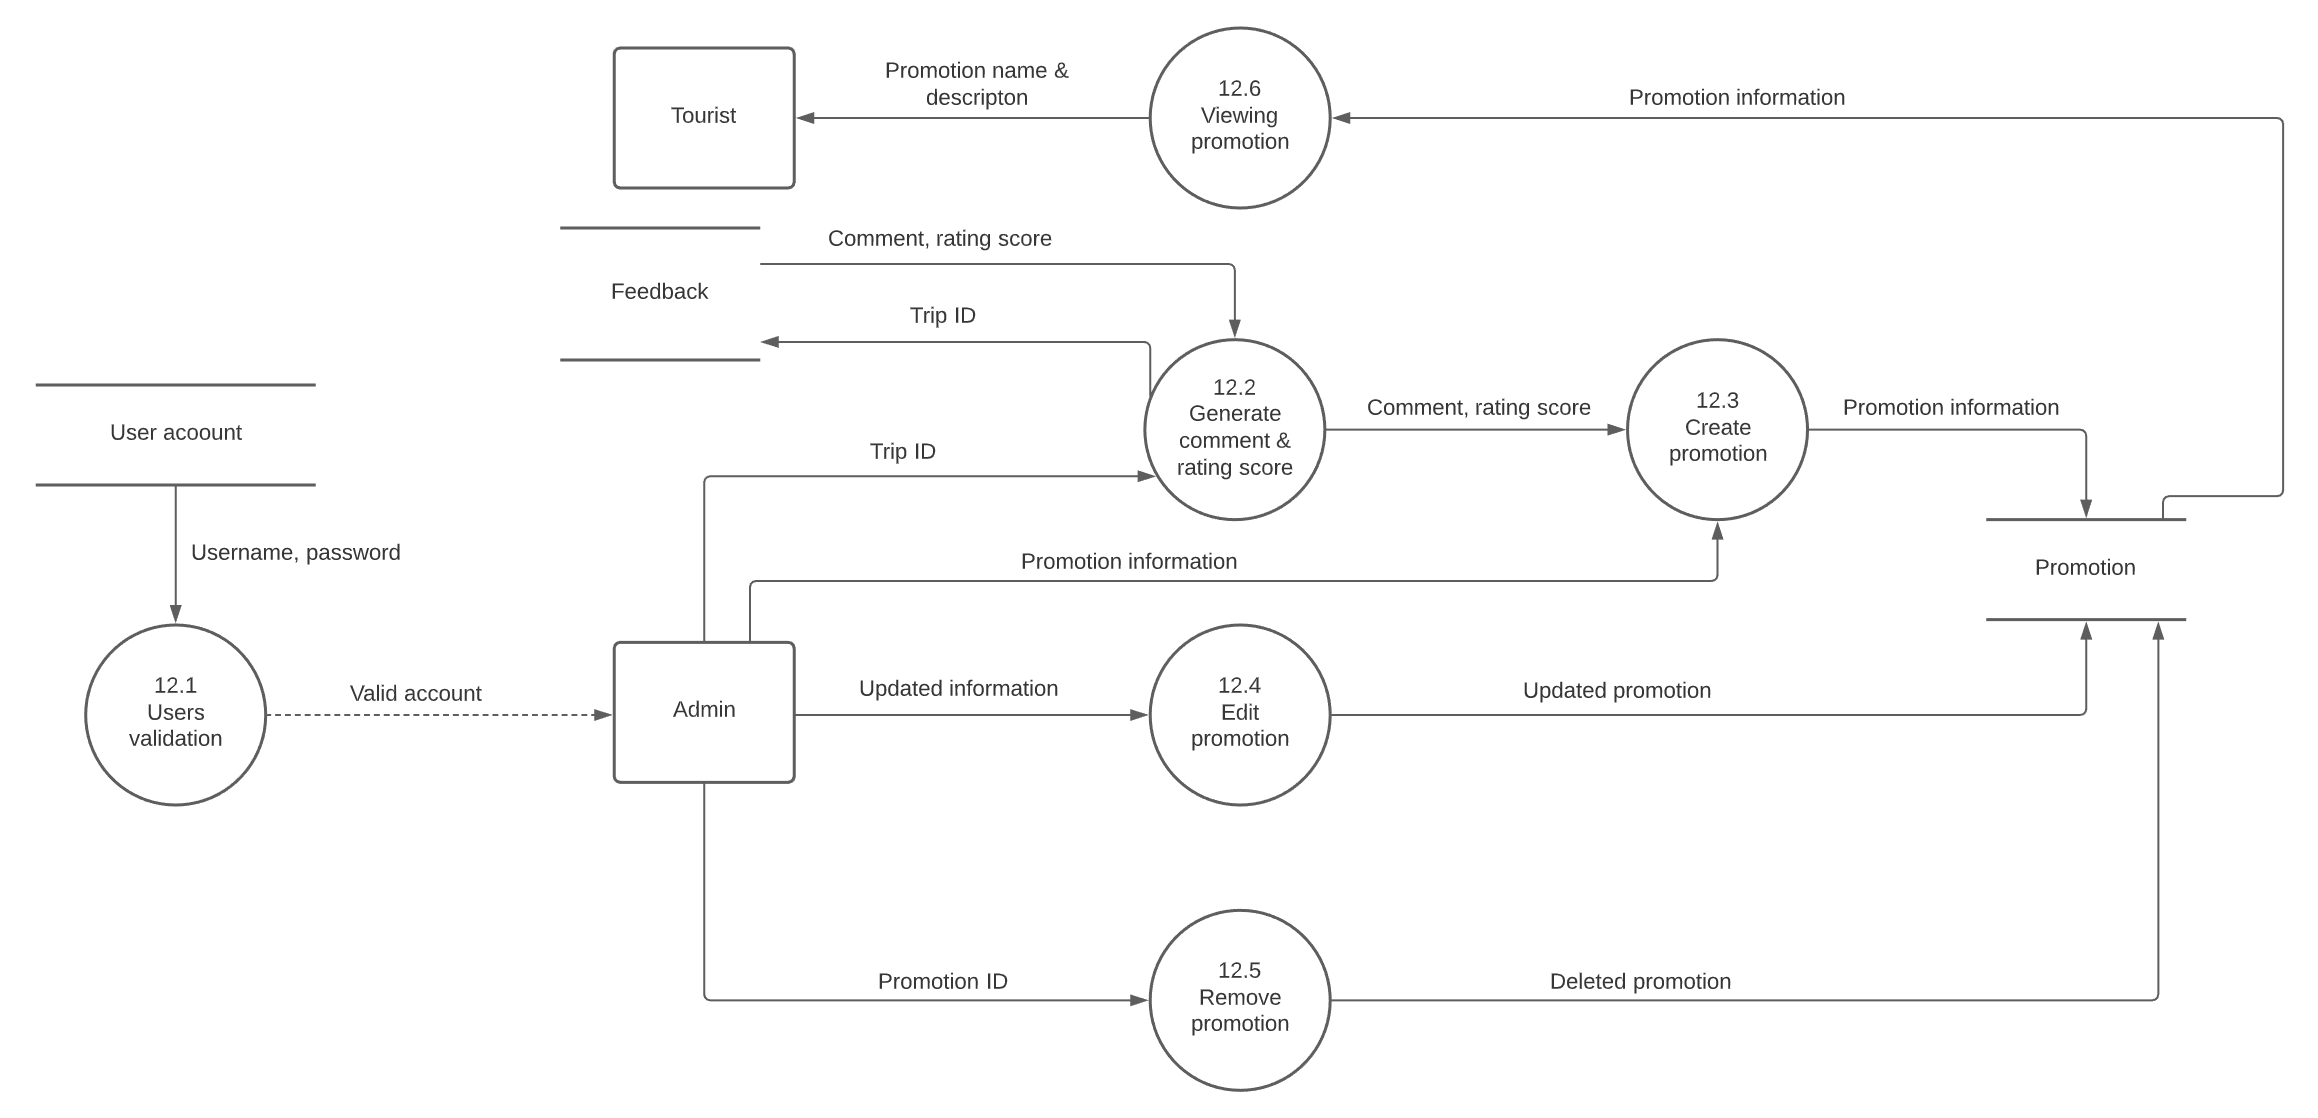 Tourist
Promotion name &
descripton
12.6
Viewing
promotion
Promotion information
Feedback
Comment, rating score
Trip ID
User acoount
Username, password
12.2
Generate
comment &
rating score
Comment, rating score
12.3
Create
promotion
Promotion information
Trip ID
Promotion information
Promotion
12.1
Users
validation
Valid account
Admin
Updated information
12.4
Edit
promotion
Updated promotion
Promotion ID
12.5
Remove
promotion
Deleted promotion